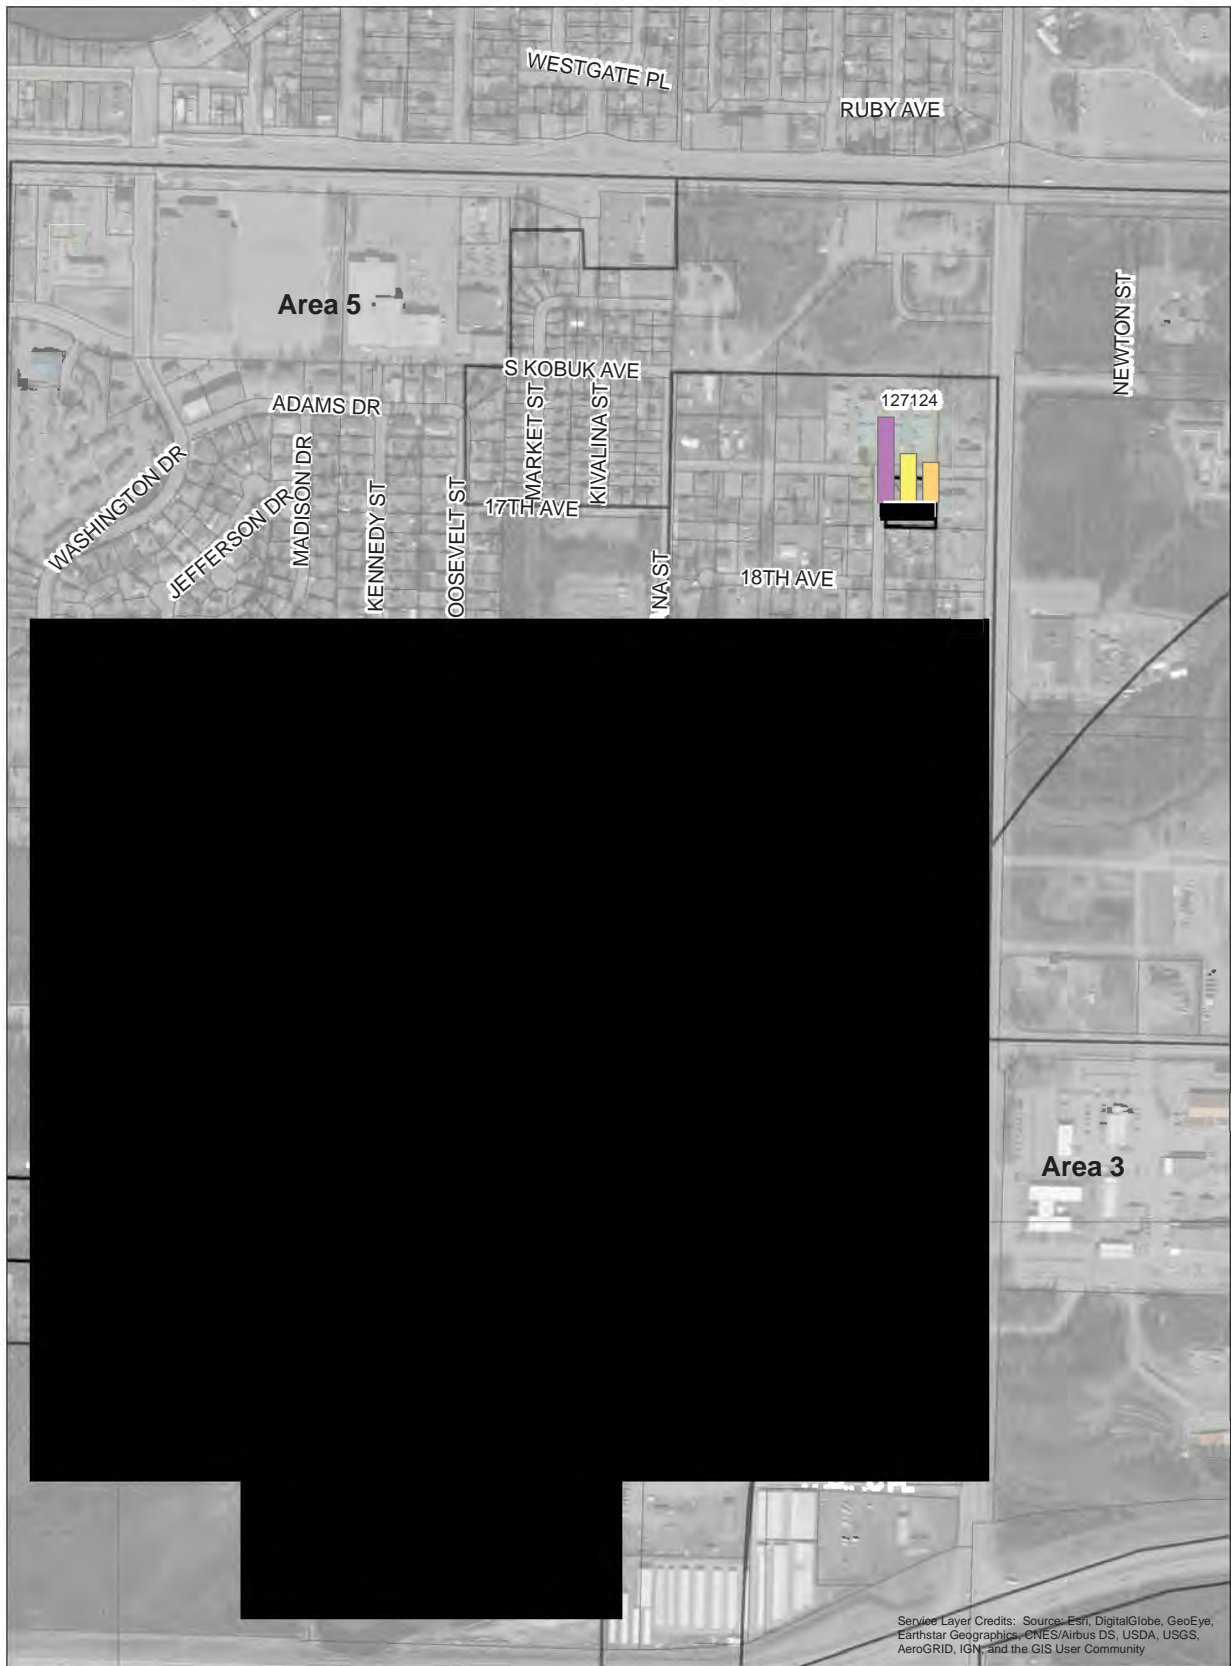 WESTGATE PL
RUBY AVE
Area 5
NEWTON ST
S KOBUK AVE
127124
ADAMS DR
MARKET ST
KIVALINA ST
WASHINGTON DR
JEFFERSON DR
MADISON DR
KENNEDY ST
OOSEVELT ST
17TH AVE
NA ST
18TH AVE
Area 3
Service Layer Credits: Source: Esri, DigitalGlobe, GeoEye,
Earthstar Geographics, CNES/Airbus DS, USDA, USGS,
AeroGRID, IGN, and the GIS User Community